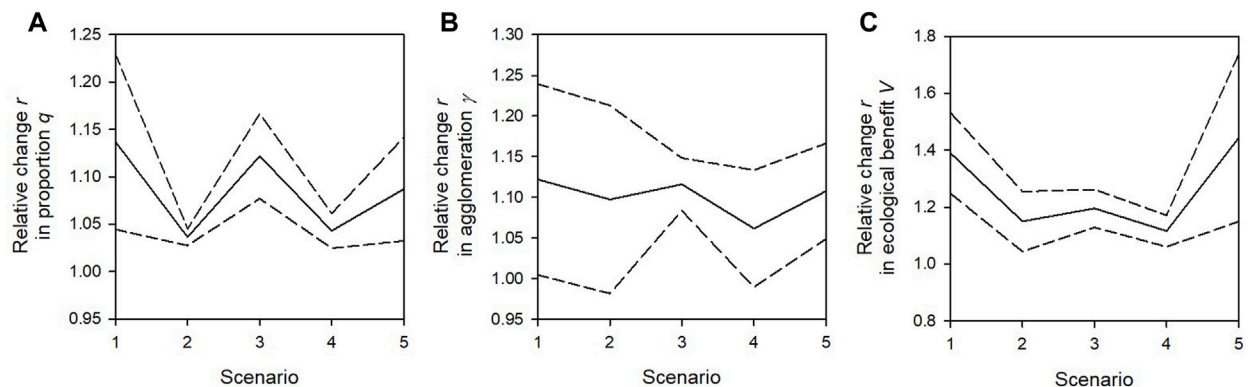 A
Relative change r
in proportion q
1.25
1.20
1.15
1.10
1.05
1.00
0.95
1 2 3 4 5
Scenario
B
Relative change r
in agglomeration γ
1.30
1.25
1.20
1.15
1.10
1.05
1.00
0.95
1 2 3 4 5
Scenario
C
Relative change r
in ecological benefit V
1.8
1.6
1.4
1.2
1.0
0.8
1 2 3 4 5
Scenario